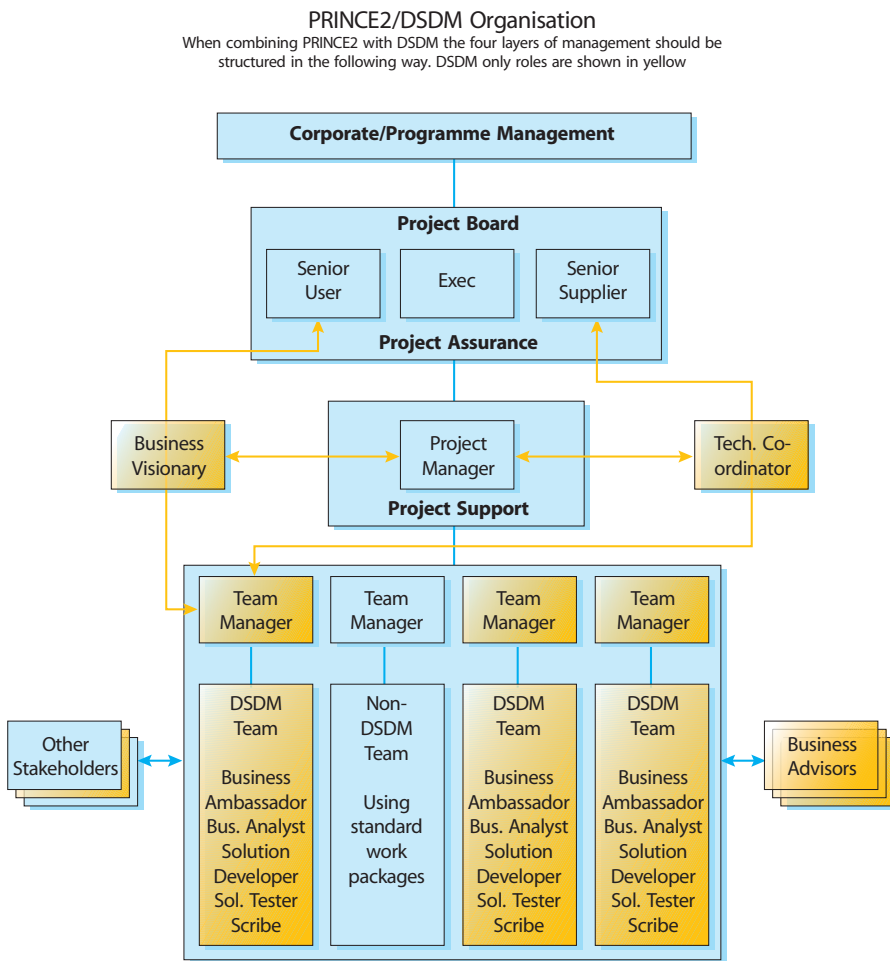 PRINCE2/DSDM Organisation
When combining PRINCE2 with DSDM the four layers of management should be
structured in the following way. DSDM only roles are shown in yellow
Corporate/Programme Management
Project Board
Senior
User
Exec
Senior
Supplier
Project Assurance
Business
Visionary
Project
Manager
Tech. Co-
ordinator
Project Support
Team
Manager
Team
Manager
Team
Manager
Team
Manager
DSDM
Team
Business
Ambassador
Bus. Analyst
Solution
Developer
Sol. Tester
Scribe
Non-
DSDM
Team
Using
standard
work
packages
DSDM
Team
Business
Ambassador
Bus. Analyst
Solution
Developer
Sol. Tester
Scribe
DSDM
Team
Business
Ambassador
Bus. Analyst
Solution
Developer
Sol. Tester
Scribe
Other
Stakeholders
Business
Advisors